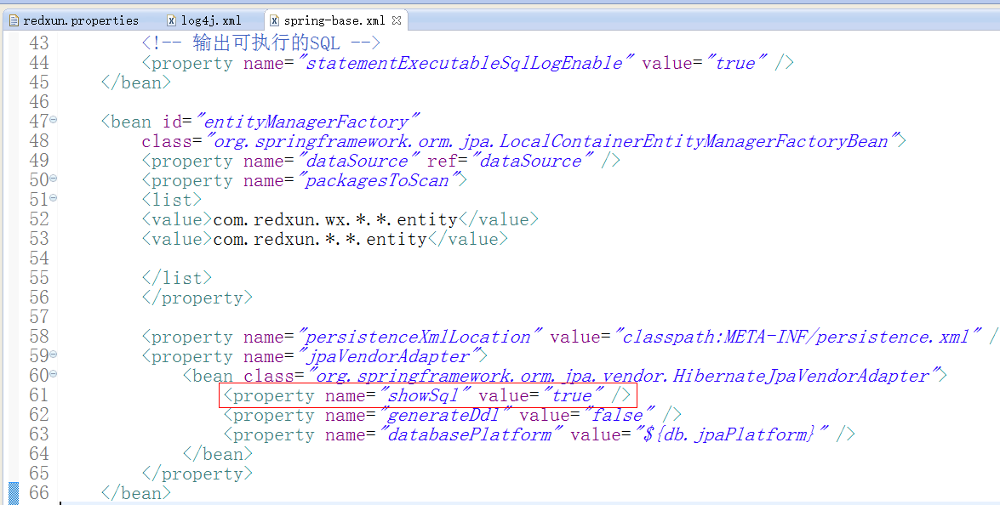 redxun.properties log4j.xml spring-base.xml
43 <!-- 输出可执行的SQL -->
44 <property name="statementExecutableSqlLogEnable" value="true" />
45 </bean>
46
47 <bean id="entityManagerFactory"
48 class="org.springframework.orm.jpa.LocalContainerEntityManagerFactoryBean">
49 <property name="dataSource" ref="dataSource" />
50 <property name="packagesToScan">
51 <list>
52 <value>com.redxun.wx.*.*.entity</value>
53 <value>com.redxun.*.*.entity</value>
54
55 </list>
56 </property>
57
58 <property name="persistenceXmlLocation" value="classpath:META-INF/persistence.xml" /
59 <property name="jpaVendorAdapter">
60 <bean class="org.springframework.orm.jpa.vendor.HibernateJpaVendorAdapter">
61 <property name="showSql" value="true" />
62 <property name="generateDdl" value="false" />
63 <property name="databasePlatform" value="${db.jpaPlatform}" />
64 </bean>
65 </property>
66 </bean>